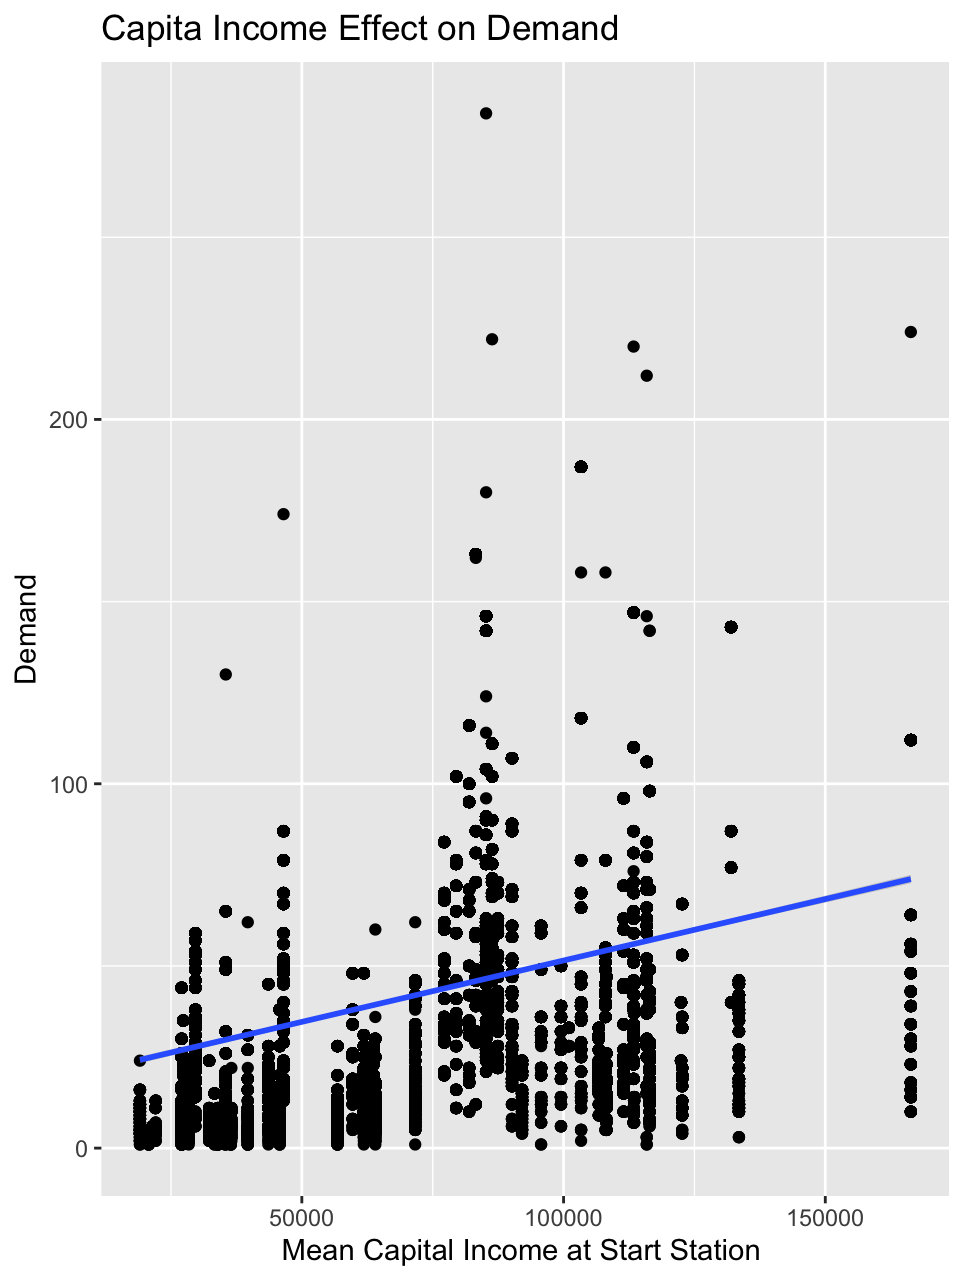 Capita Income Effect on Demand
200
100
0
Demand
50000
100000
150000
Mean Capital Income at Start Station